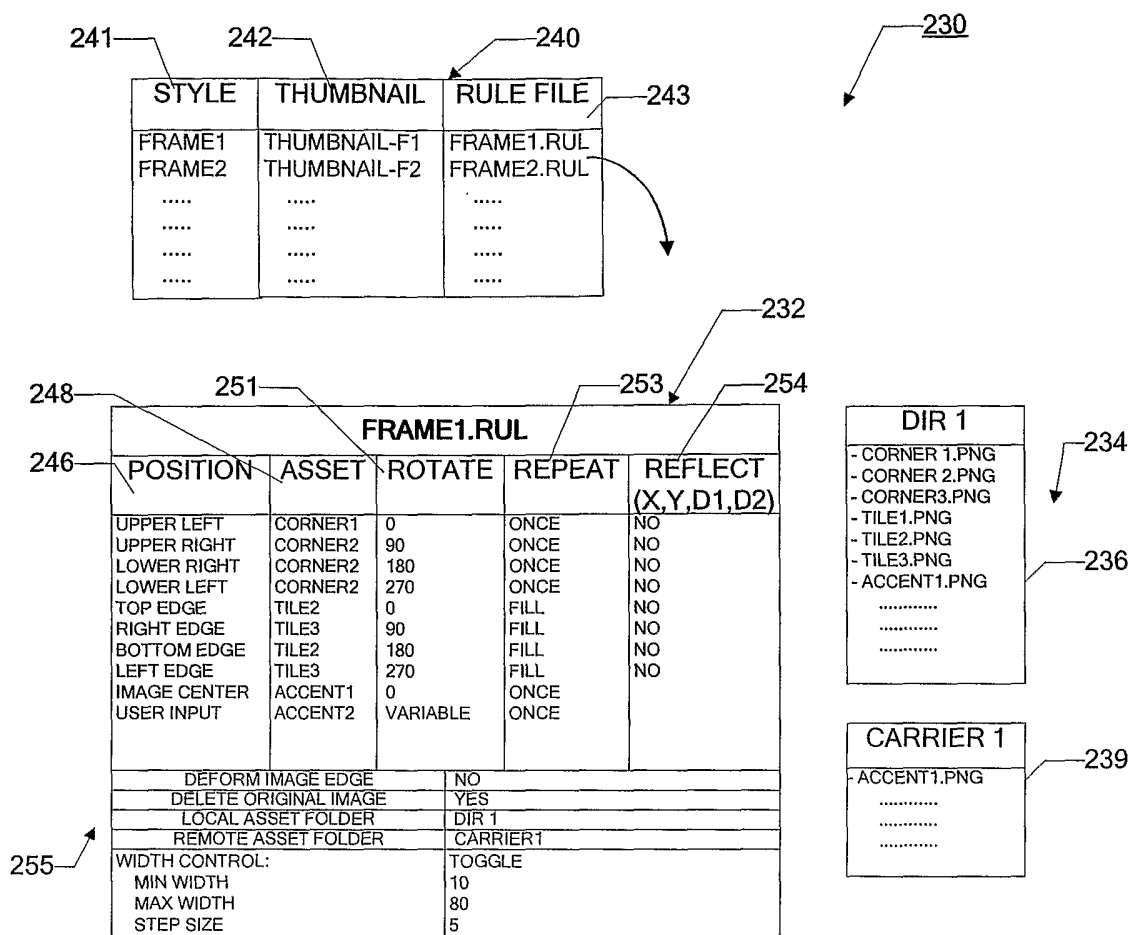 230
241 242 240
STYLE THUMBNAIL RULE FILE
243
FRAME1 THUMBNAIL-F1 FRAME1.RUL
FRAME2 THUMBNAIL-F2 FRAME2.RUL
..... ..... .....
..... ..... .....
..... ..... .....
..... ..... .....
232
248 251 253 254
FRAME1.RUL
246
POSITION ASSET ROTATE REPEAT REFLECT
(X,Y,D1,D2)
UPPER LEFT CORNER1 0 ONCE NO
UPPER RIGHT CORNER2 90 ONCE NO
LOWER RIGHT CORNER2 180 ONCE NO
LOWER LEFT CORNER2 270 ONCE NO
TOP EDGE TILE2 0 FILL NO
RIGHT EDGE TILE3 90 FILL NO
BOTTOM EDGE TILE2 180 FILL NO
LEFT EDGE TILE3 270 FILL NO
IMAGE CENTER ACCENT1 0 ONCE
USER INPUT ACCENT2 VARIABLE ONCE
DEFORM IMAGE EDGE NO
DELETE ORIGINAL IMAGE YES
LOCAL ASSET FOLDER DIR 1
REMOTE ASSET FOLDER CARRIER1
255
WIDTH CONTROL: TOGGLE
MIN WIDTH 10
MAX WIDTH 80
STEP SIZE 5
DIR 1
234
- CORNER 1.PNG
- CORNER 2.PNG
- CORNER3.PNG
- TILE1.PNG
- TILE2.PNG
- TILE3.PNG
- ACCENT1.PNG
236
............
............
............
CARRIER 1
- ACCENT1.PNG
239
............
............
............